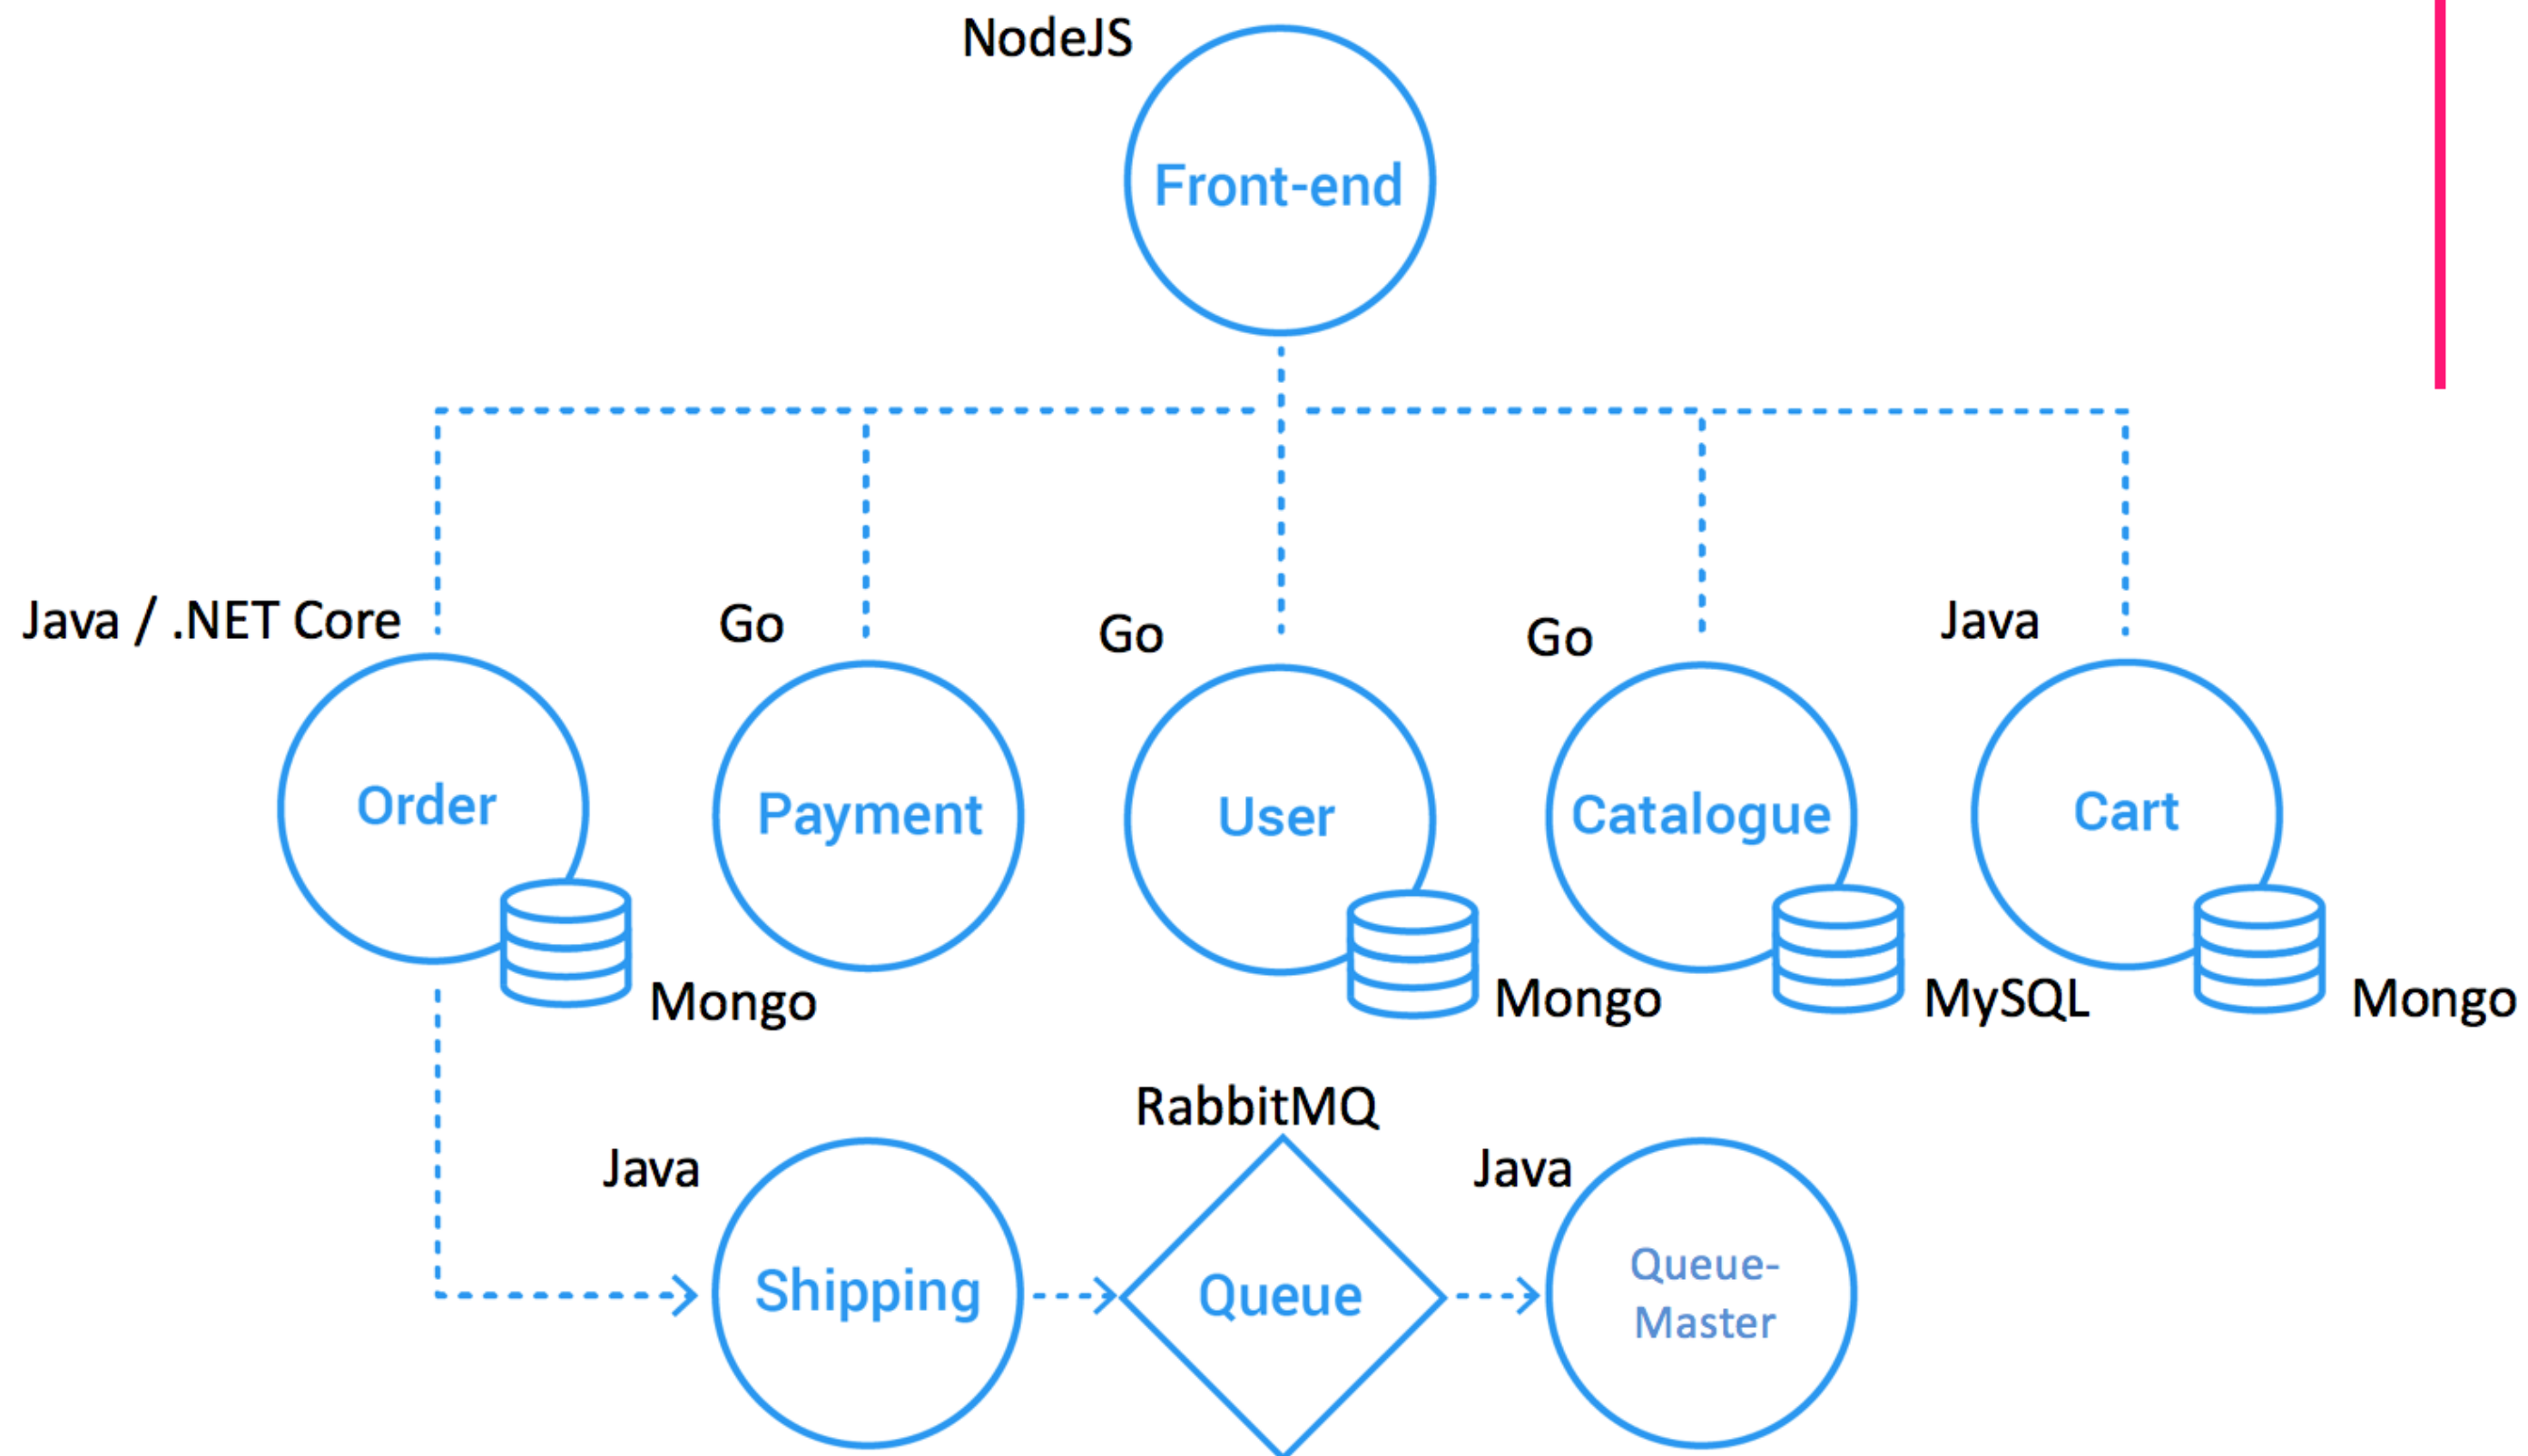 NodeJS
Front-end
Java / .NET Core
Go
Go
Go
Java
Order
Payment
User
Catalogue
Cart
Mongo
Mongo
MySQL
Mongo
RabbitMQ
Java
Java
Shipping
Queue
Queue-
Master